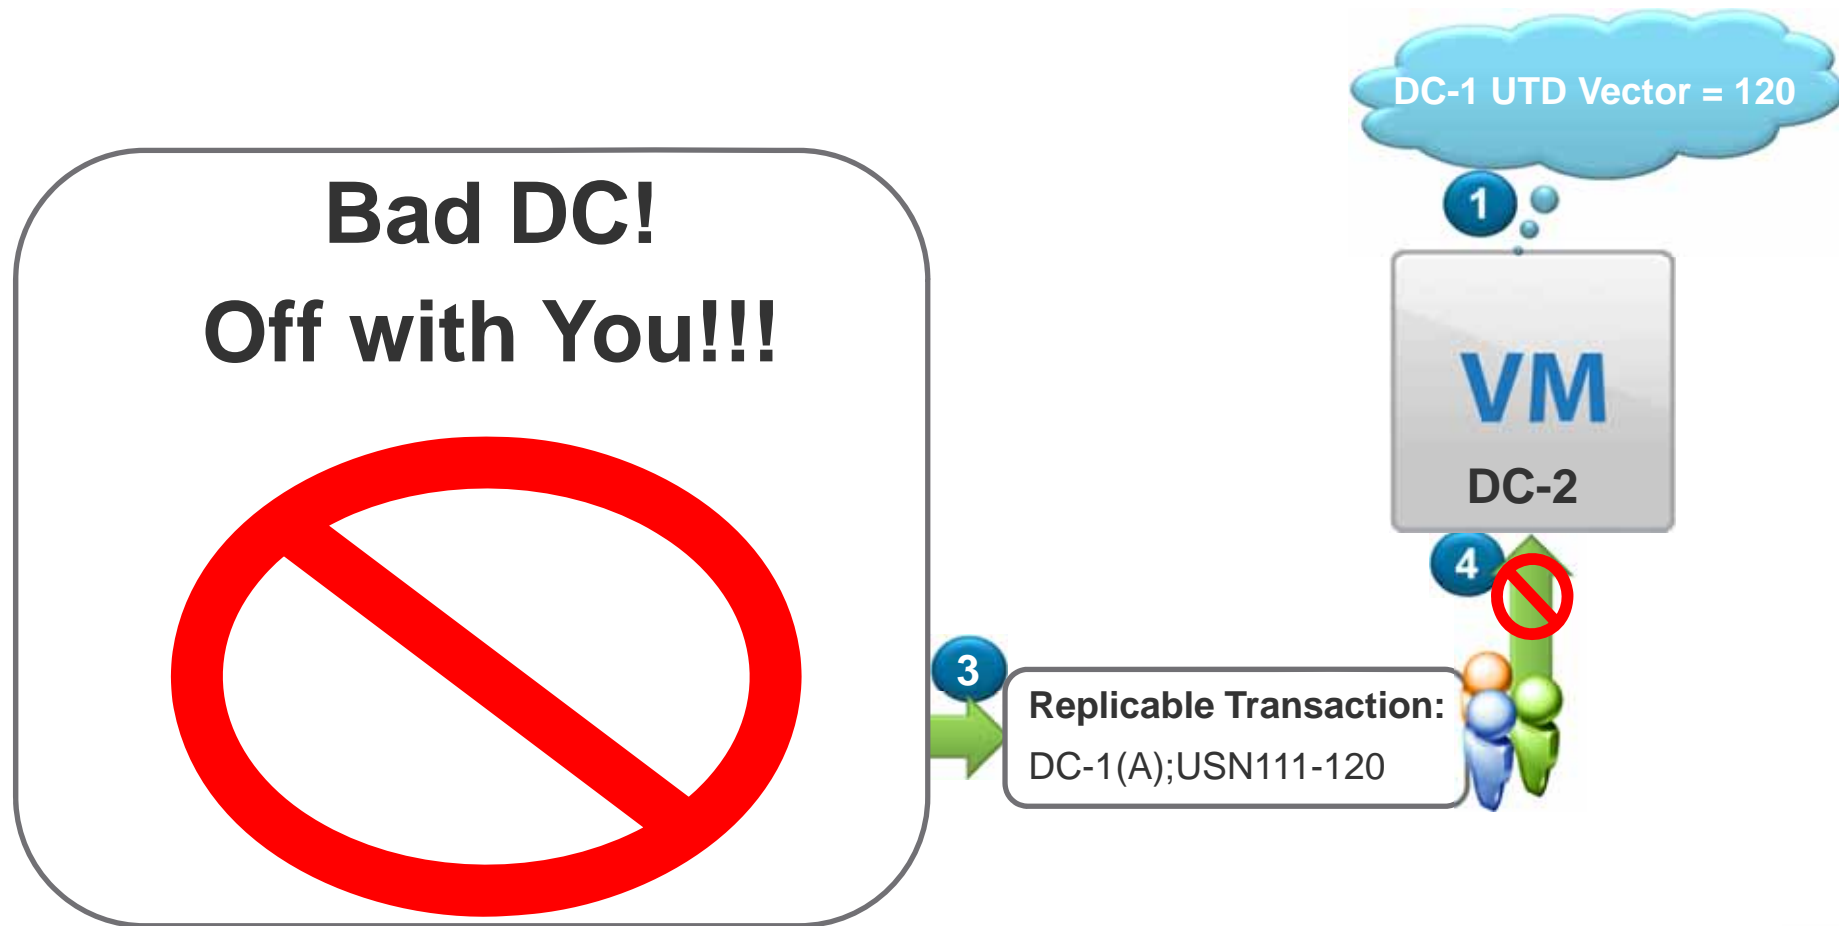 DC-1 UTD Vector = 120
Bad DC!
Off with You!!!
1
VM
DC-2
4
3
Replicable Transaction:
DC-1(A);USN111-120